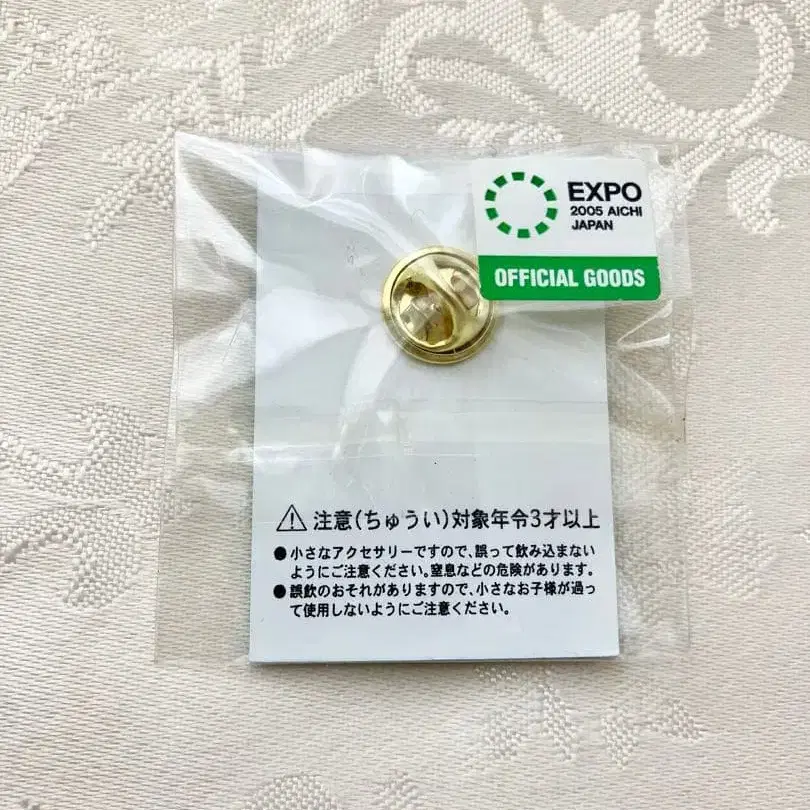 EXPO
2005 AICHI
JAPAN
OFFICIAL GOODS
⚠ 注意(ちゅうい)対象年令3才以上
●小さなアクセサリーですので、誤って飲み込まない
ようにご注意ください。窒息などの危険があります。
●誤飲のおそれがありますので、小さなお子様が過っ
て使用しないようにご注意ください。